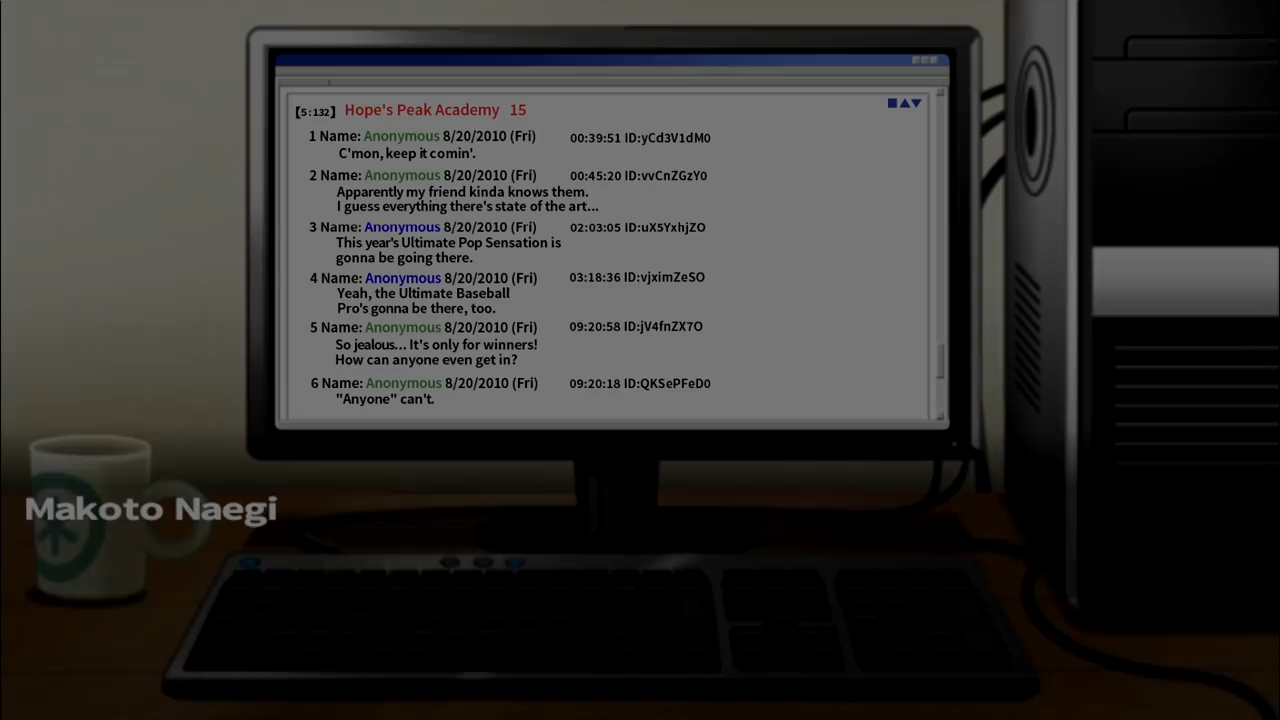 【5:132】 Hope's Peak Academy 15
1 Name: Anonymous 8/20/2010 (Fri) 00:39:51 ID:yCd3V1dM0
C'mon, keep it comin'.
2 Name: Anonymous 8/20/2010 (Fri) 00:45:20 ID:vvCnZGzY0
Apparently my friend kinda knows them.
I guess everything there's state of the art...
3 Name: Anonymous 8/20/2010 (Fri) 02:03:05 ID:uX5YxhjZO
This year's Ultimate Pop Sensation is
gonna be going there.
4 Name: Anonymous 8/20/2010 (Fri) 03:18:36 ID:vjximZeSO
Yeah, the Ultimate Baseball
Pro's gonna be there, too.
5 Name: Anonymous 8/20/2010 (Fri) 09:20:58 ID:jV4fnZX7O
So jealous... It's only for winners!
How can anyone even get in?
6 Name: Anonymous 8/20/2010 (Fri) 09:20:18 ID:QKSePFeD0
"Anyone" can't.
Makoto Naegi